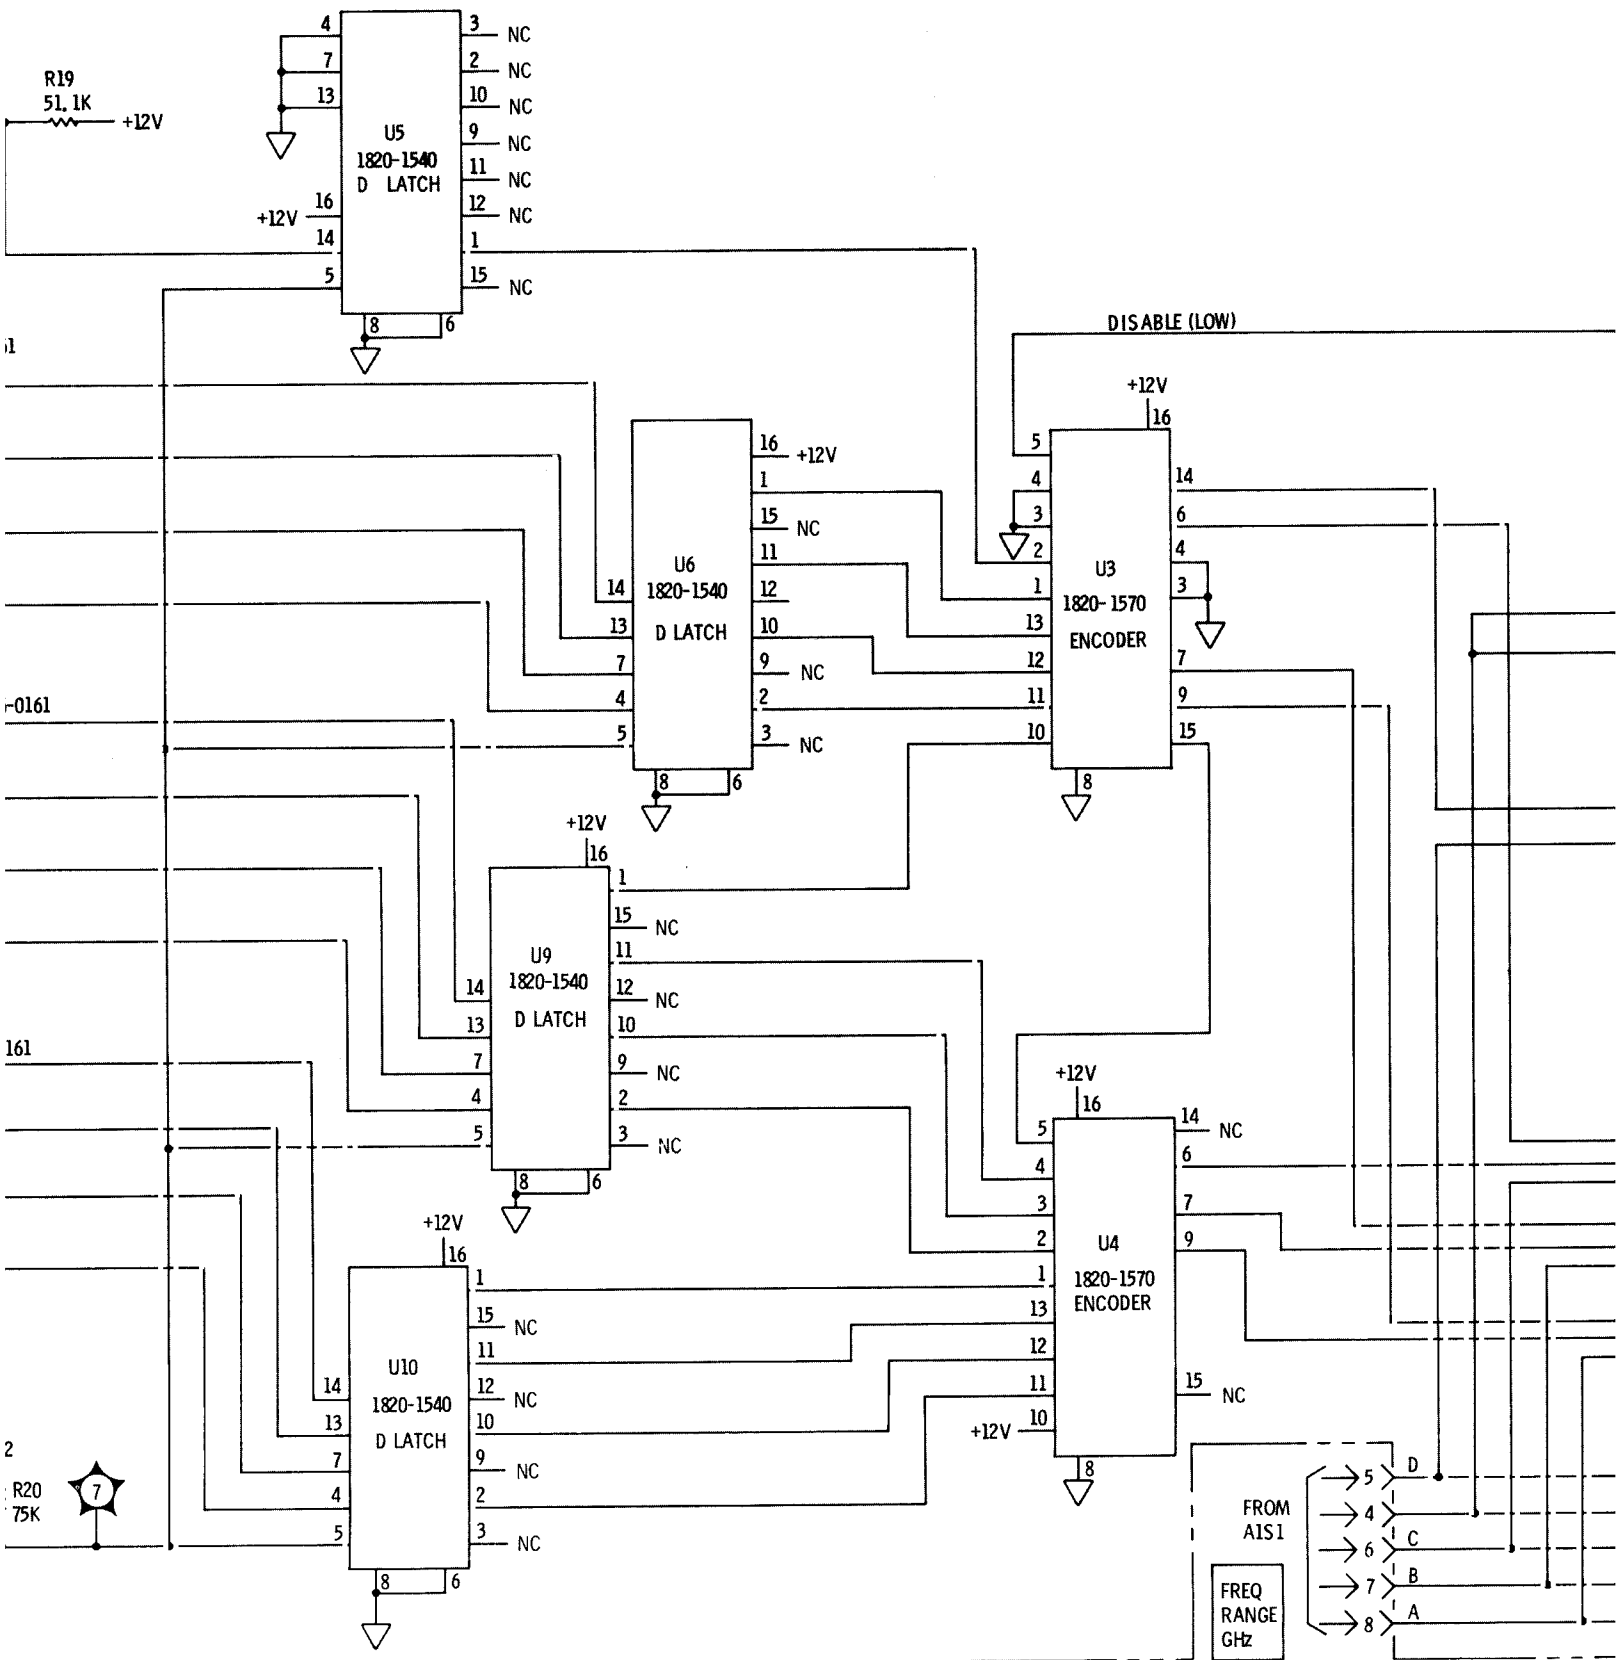 R19
51.1K
+12V
4
7
13
+12V 16
14
5
U5
1820-1540
D LATCH
3 NC
2 NC
10 NC
9 NC
11 NC
12 NC
1
15 NC
8 6
DISABLE (LOW)
14
13
7
4
5
U6
1820-1540
D LATCH
16 +12V
1
15 NC
11
12
10
9 NC
2
3 NC
8 6
+12V
16
5
4
3
2
1
13
12
11
10
U3
1820-1570
ENCODER
14
6
4
3
7
9
15
8
-0161
+12V
16
14
13
7
4
5
U9
1820-1540
D LATCH
1
15 NC
11
12 NC
10
9 NC
2
3 NC
8 6
161
+12V
16
14
13
7
4
5
U10
1820-1540
D LATCH
1
15 NC
11
12 NC
10
9 NC
2
3 NC
8 6
+12V
16
5
4
3
2
1
13
12
11
+12V 10
U4
1820-1570
ENCODER
14 NC
6
7
9
15 NC
8
2
R20
75K
7
FROM
A1S1
FREQ
RANGE
GHz
5 D
4
6 C
7 B
8 A